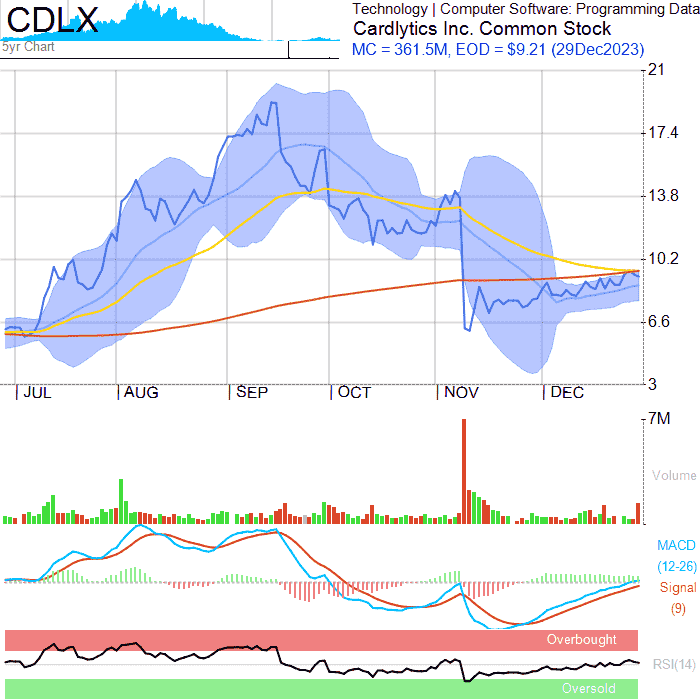 CDLX
5yr Chart
Technology | Computer Software: Programming Data
Cardlytics Inc. Common Stock
MC = 361.5M, EOD = $9.21 (29Dec2023)
21
17.4
13.8
10.2
6.6
3
JUL AUG SEP OCT NOV DEC
7M
Volume
MACD
(12-26)
Signal
(9)
Overbought
RSI(14)
Oversold